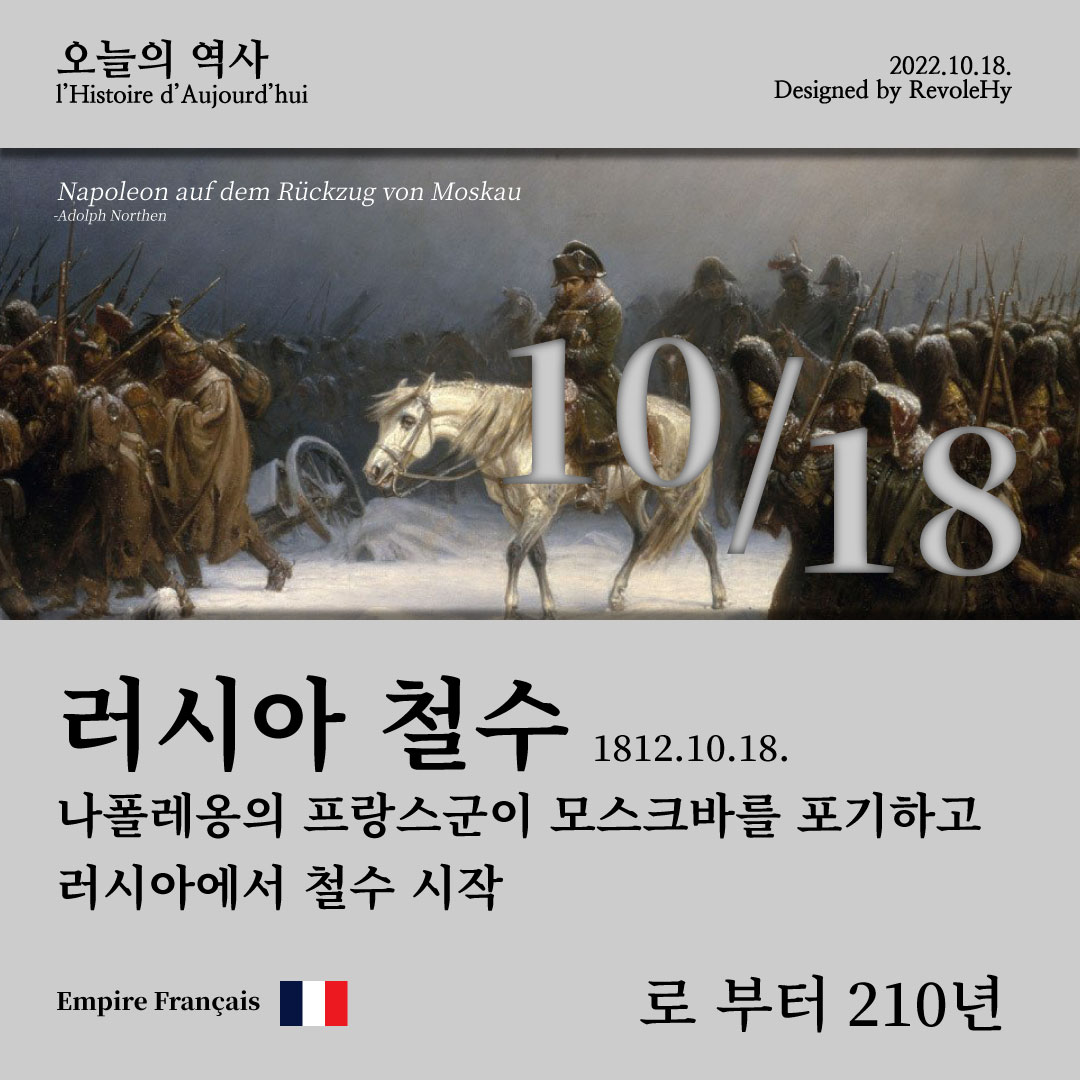 오늘의 역사
l’Histoire d’Aujourd’hui
2022.10.18.
Designed by RevoleHy
Napoleon auf dem Rückzug von Moskau
-Adolph Northen
10/18
러시아 철수 1812.10.18.
나폴레옹의 프랑스군이 모스크바를 포기하고
러시아에서 철수 시작
Empire Français
로 부터 210년